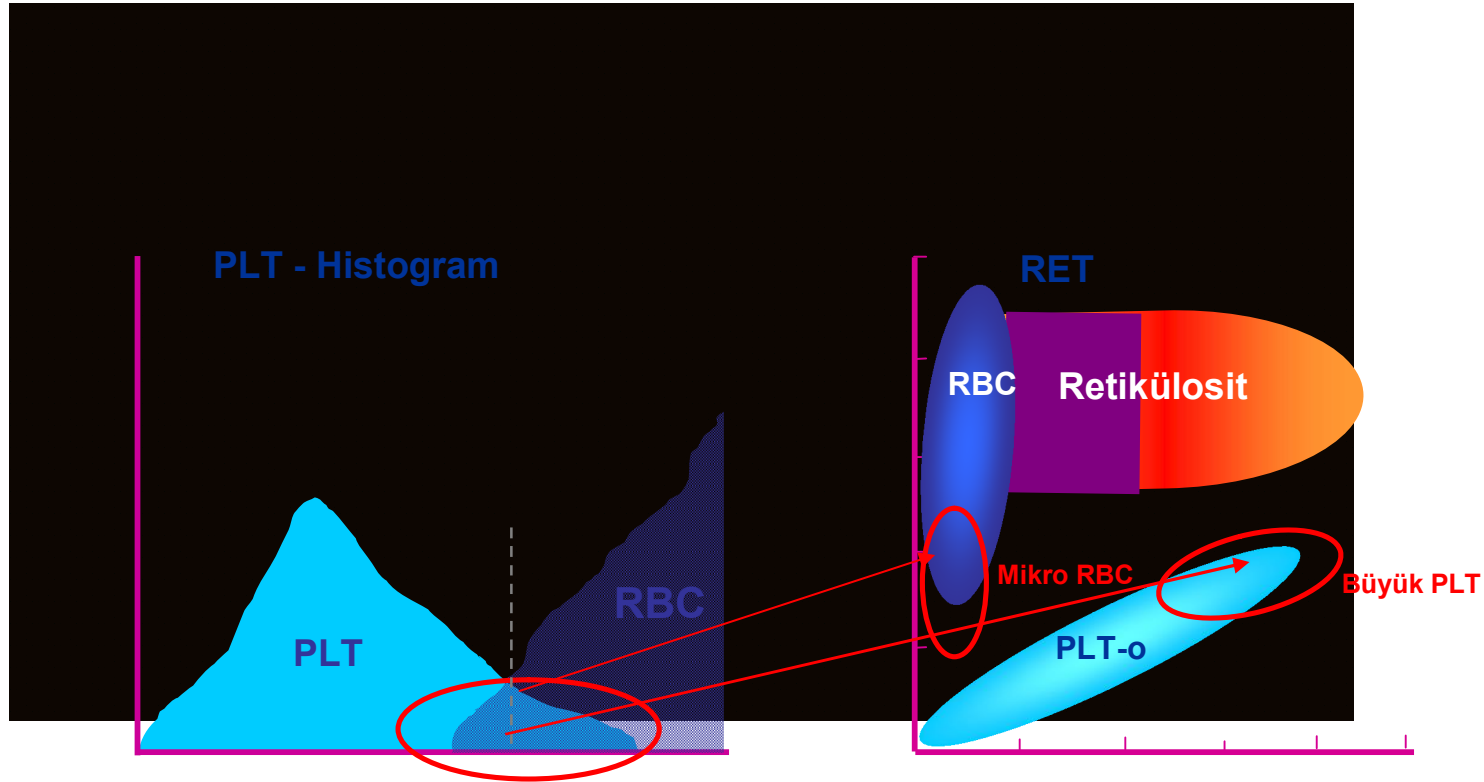 PLT - Histogram
RET
RBC
Retikülosit
Mikro RBC
Büyük PLT
RBC
PLT
PLT-o